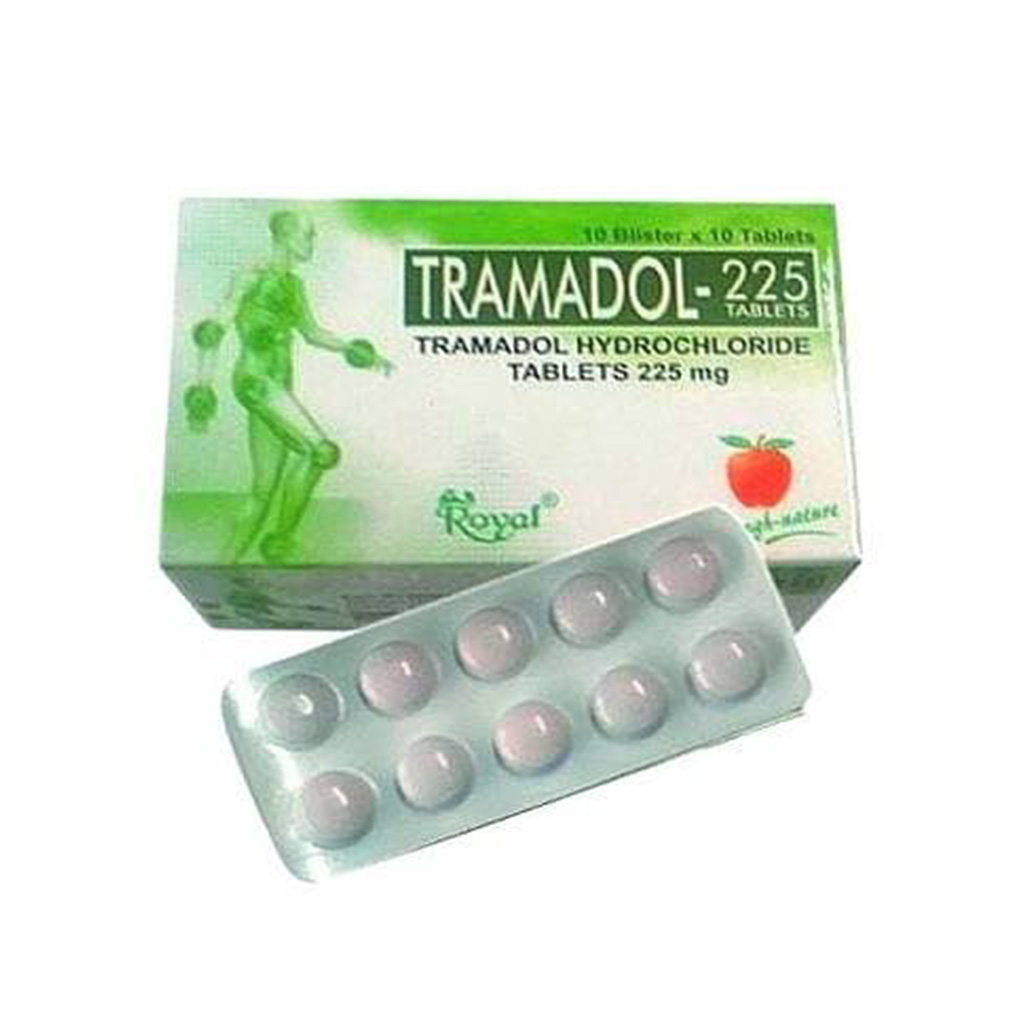 10 Blister x 10 Tablets
TRAMADOL-225
TABLETS
TRAMADOL HYDROCHLORIDE
TABLETS 225 mg
Royal®